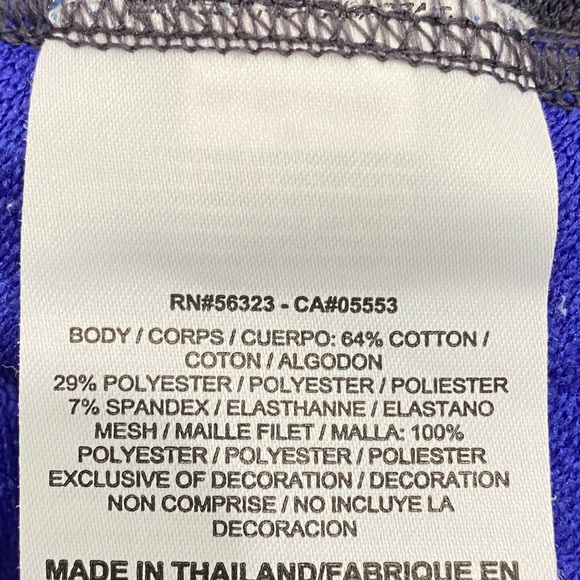 RN#56323 - CA#05553
BODY / CORPS / CUERPO: 64% COTTON /
COTON / ALGODON
29% POLYESTER / POLYESTER / POLIESTER
7% SPANDEX / ELASTHANNE / ELASTANO
MESH / MAILLE FILET / MALLA: 100%
POLYESTER / POLYESTER / POLIESTER
EXCLUSIVE OF DECORATION / DECORATION
NON COMPRISE / NO INCLUYE LA
DECORACION
MADE IN THAILAND/FABRIQUE EN